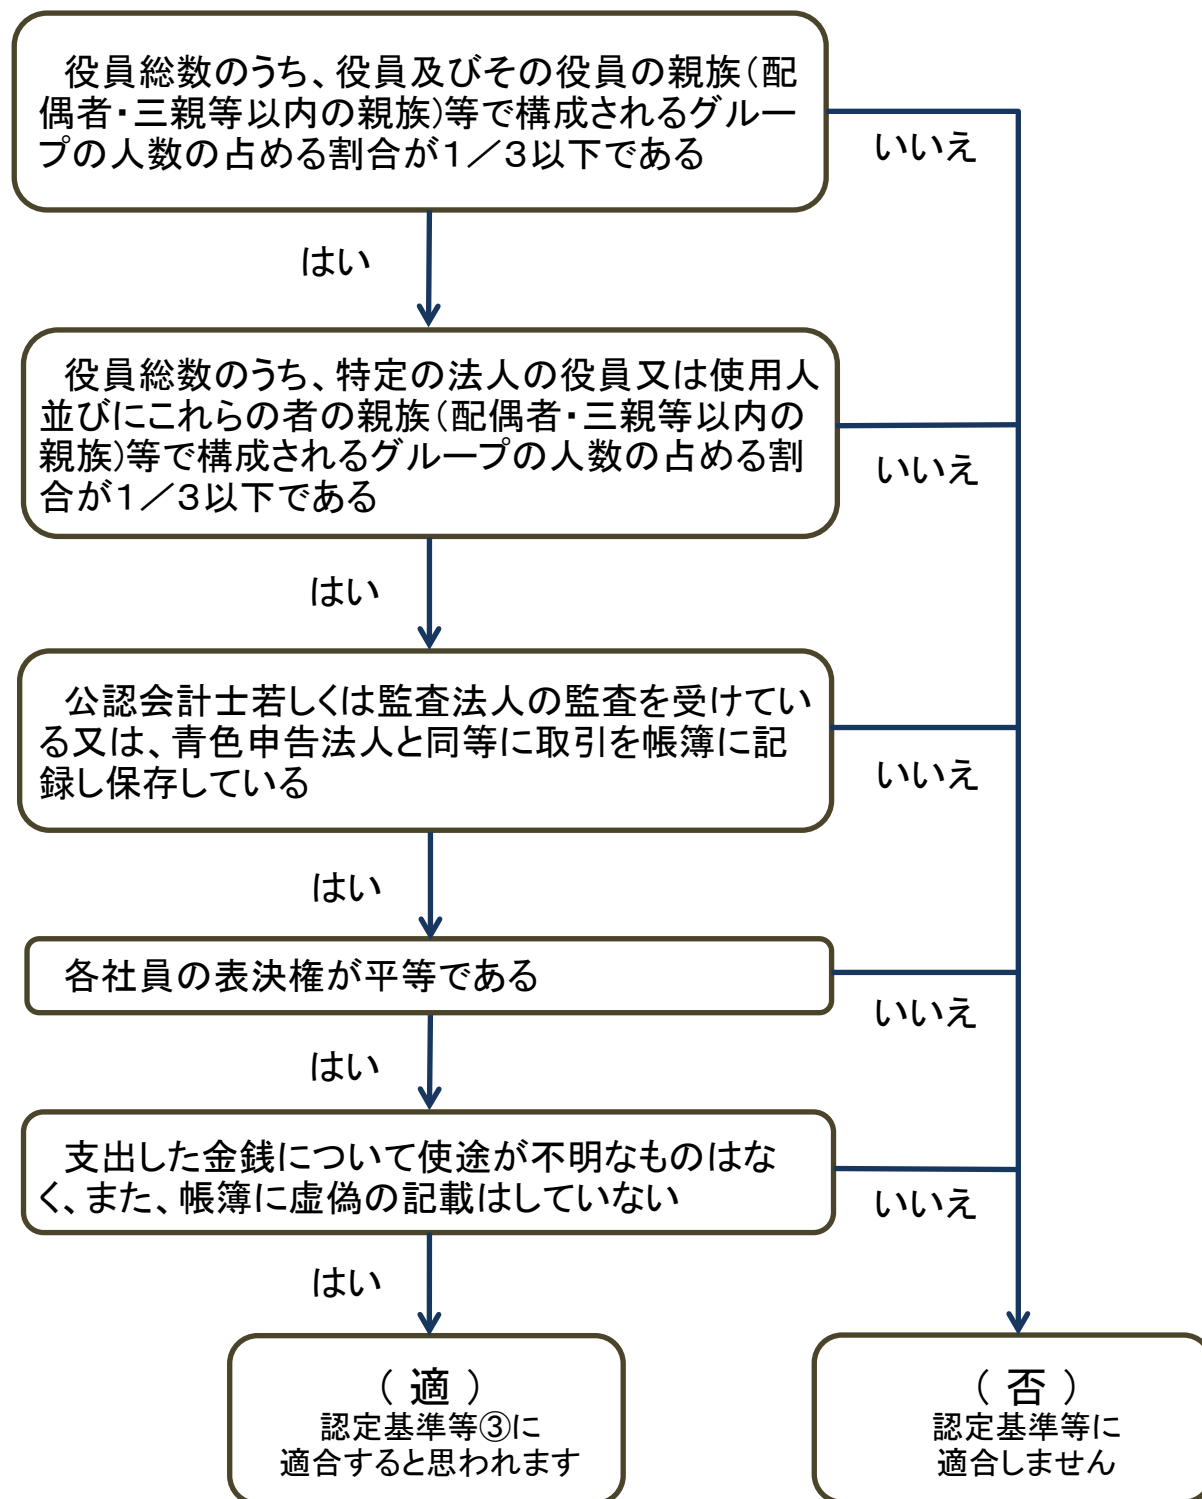 役員総数のうち、役員及びその役員の親族(配
偶者・三親等以内の親族)等で構成されるグルー
プの人数の占める割合が1／3以下である
いいえ
はい
役員総数のうち、特定の法人の役員又は使用人
並びにこれらの者の親族(配偶者・三親等以内の
親族)等で構成されるグループの人数の占める割
合が1／3以下である
いいえ
はい
公認会計士若しくは監査法人の監査を受けてい
る又は、青色申告法人と同等に取引を帳簿に記
録し保存している
いいえ
はい
各社員の表決権が平等である
いいえ
はい
支出した金銭について使途が不明なものはな
く、また、帳簿に虚偽の記載はしていない
いいえ
はい
( 適 )
認定基準等③に
適合すると思われます
( 否 )
認定基準等に
適合しません